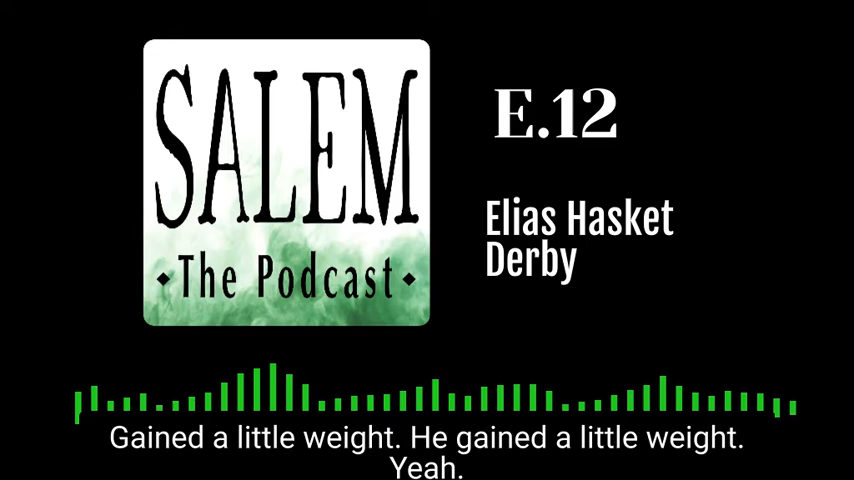 SALEM
The Podcast
E.12
Elias Hasket
Derby
Gained a little weight. He gained a little weight.
Yeah.